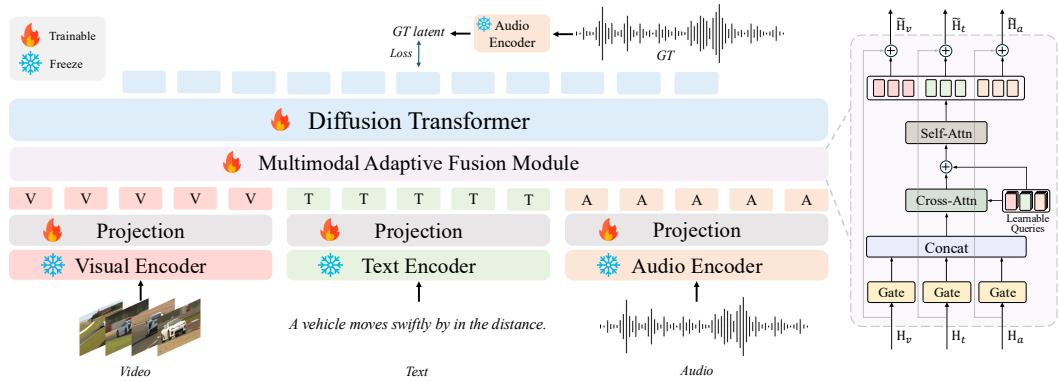 Trainable
Freeze
GT latent
Audio
Encoder
GT
Loss
Diffusion Transformer
Multimodal Adaptive Fusion Module
V V V V V T T T T T A A A A A
Projection Projection Projection
Visual Encoder Text Encoder Audio Encoder
A vehicle moves swiftly by in the distance.
Video Text Audio
H̃ᵥ H̃ₜ H̃ₐ
Self-Attn
Cross-Attn
Learnable
Queries
Concat
Gate Gate Gate
Hᵥ Hₜ Hₐ